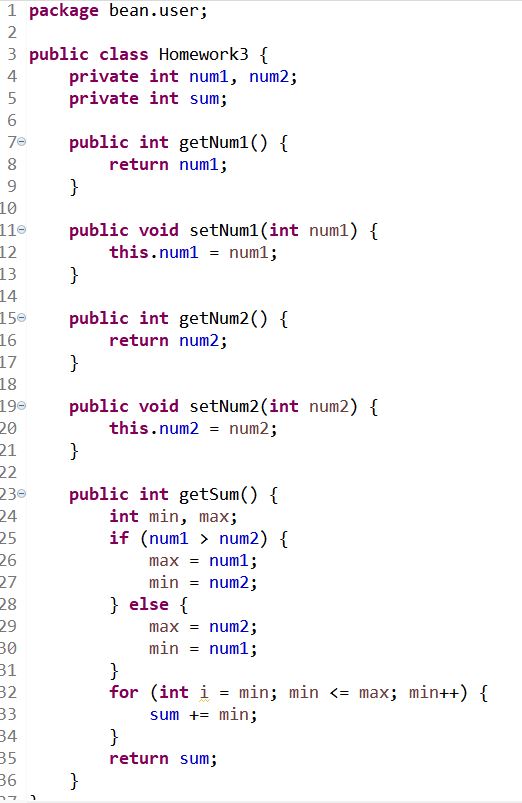 1 package bean.user;
2
3 public class Homework3 {
4     private int num1, num2;
5     private int sum;
6
7     public int getNum1() {
8         return num1;
9     }
10
11     public void setNum1(int num1) {
12         this.num1 = num1;
13     }
14
15     public int getNum2() {
16         return num2;
17     }
18
19     public void setNum2(int num2) {
20         this.num2 = num2;
21     }
22
23     public int getSum() {
24         int min, max;
25         if (num1 > num2) {
26             max = num1;
27             min = num2;
28         } else {
29             max = num2;
30             min = num1;
31         }
32         for (int i = min; min <= max; min++) {
33             sum += min;
34         }
35         return sum;
36     }
37 }